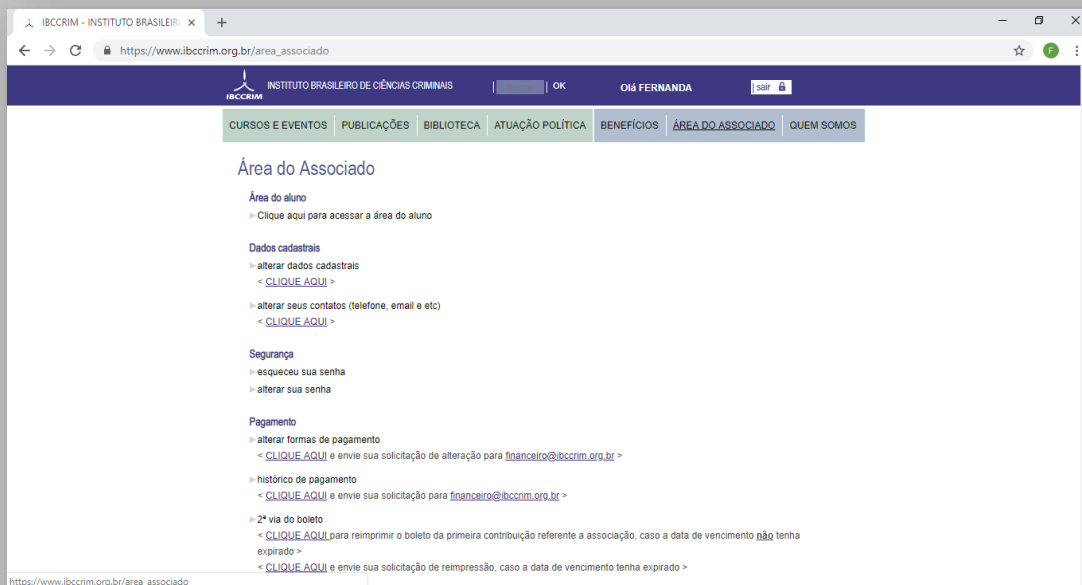 IBCCRIM - INSTITUTO BRASILEIR
https://www.ibccrim.org.br/area_associado
F
IBCCRIM
INSTITUTO BRASILEIRO DE CIÊNCIAS CRIMINAIS
| | OK
Olá FERNANDA
| sair
CURSOS E EVENTOS
PUBLICAÇÕES
BIBLIOTECA
ATUAÇÃO POLÍTICA
BENEFÍCIOS
ÁREA DO ASSOCIADO
QUEM SOMOS
Área do Associado
Área do aluno
Clique aqui para acessar a área do aluno
Dados cadastrais
alterar dados cadastrais
< CLIQUE AQUI >
alterar seus contatos (telefone, email e etc)
< CLIQUE AQUI >
Segurança
esqueceu sua senha
alterar sua senha
Pagamento
alterar formas de pagamento
< CLIQUE AQUI e envie sua solicitação de alteração para financeiro@ibccrim.org.br >
histórico de pagamento
< CLIQUE AQUI e envie sua solicitação para financeiro@ibccrim.org.br >
2ª via do boleto
< CLIQUE AQUI para reimprimir o boleto da primeira contribuição referente a associação, caso a data de vencimento não tenha
expirado >
< CLIQUE AQUI e envie sua solicitação de reimpressão, caso a data de vencimento tenha expirado >
https://www.ibccrim.org.br/area_associado